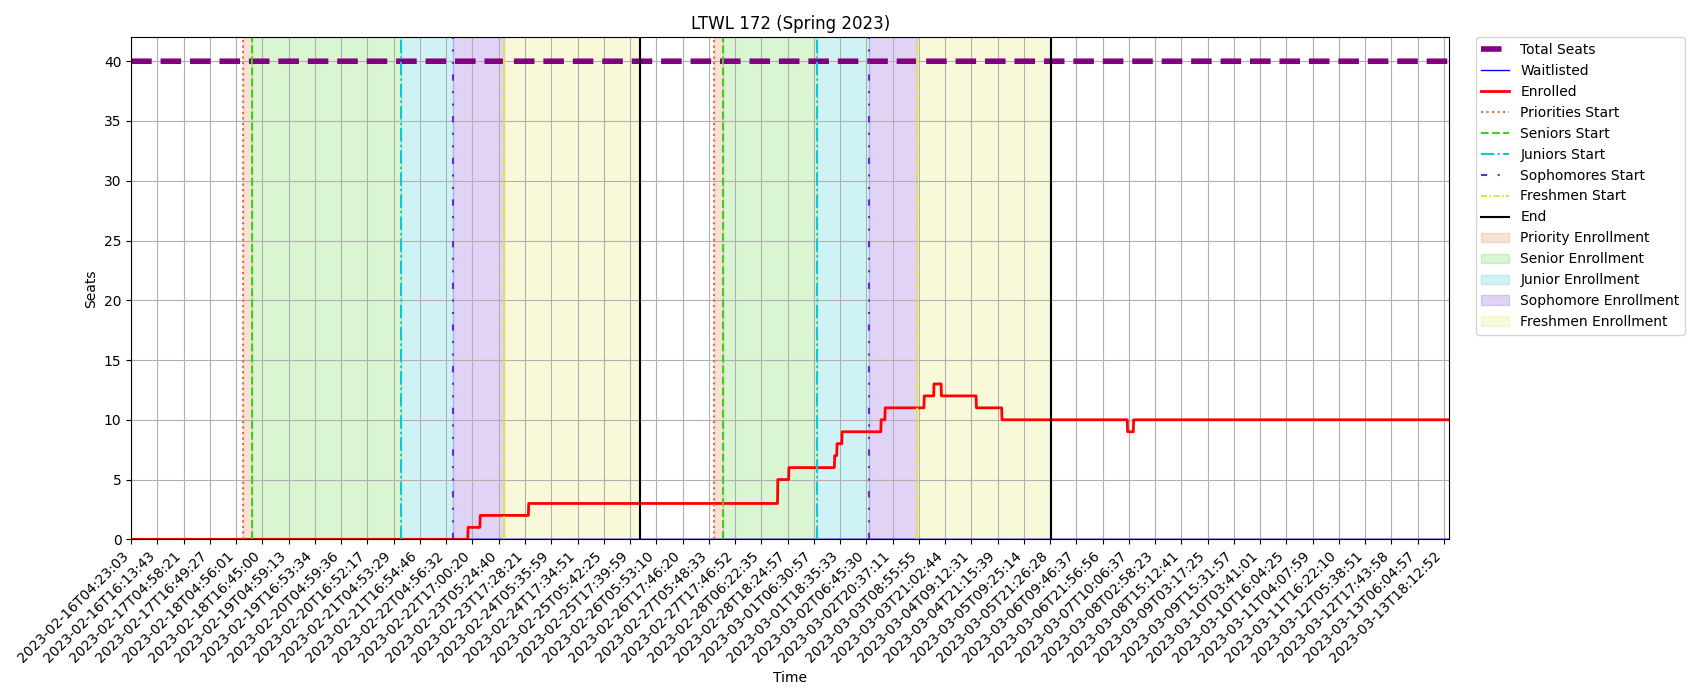 LTWL 172 (Spring 2023)
Seats
40
35
30
25
20
15
10
5
0
2023-02-16T04:23:03
2023-02-16T16:13:43
2023-02-17T04:58:21
2023-02-17T16:49:27
2023-02-18T04:56:01
2023-02-18T16:45:00
2023-02-19T04:59:13
2023-02-19T16:53:34
2023-02-20T04:59:36
2023-02-20T16:52:17
2023-02-21T04:53:29
2023-02-21T16:54:46
2023-02-22T04:56:32
2023-02-22T17:00:20
2023-02-23T05:24:40
2023-02-23T17:28:21
2023-02-24T05:35:59
2023-02-24T17:34:51
2023-02-25T05:42:25
2023-02-25T17:39:59
2023-02-26T05:53:10
2023-02-26T17:46:20
2023-02-27T05:48:33
2023-02-27T17:46:52
2023-02-28T06:22:35
2023-02-28T18:24:57
2023-03-01T06:30:57
2023-03-01T18:35:33
2023-03-02T06:45:30
2023-03-02T20:37:11
2023-03-03T08:55:55
2023-03-03T21:02:44
2023-03-04T09:12:31
2023-03-04T21:15:39
2023-03-05T09:25:14
2023-03-05T21:26:28
2023-03-06T09:46:37
2023-03-06T21:56:56
2023-03-07T10:06:37
2023-03-08T02:58:23
2023-03-08T15:12:41
2023-03-09T03:17:25
2023-03-09T15:31:57
2023-03-10T03:41:01
2023-03-10T16:04:25
2023-03-11T04:07:59
2023-03-11T16:22:10
2023-03-12T05:38:51
2023-03-12T17:43:58
2023-03-13T06:04:57
2023-03-13T18:12:52
Time
Total Seats
Waitlisted
Enrolled
Priorities Start
Seniors Start
Juniors Start
Sophomores Start
Freshmen Start
End
Priority Enrollment
Senior Enrollment
Junior Enrollment
Sophomore Enrollment
Freshmen Enrollment